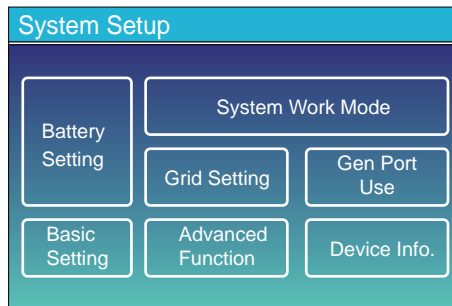 System Setup
System Work Mode
Battery
Setting
Grid Setting
Gen Port
Use
Basic
Setting
Advanced
Function
Device Info.